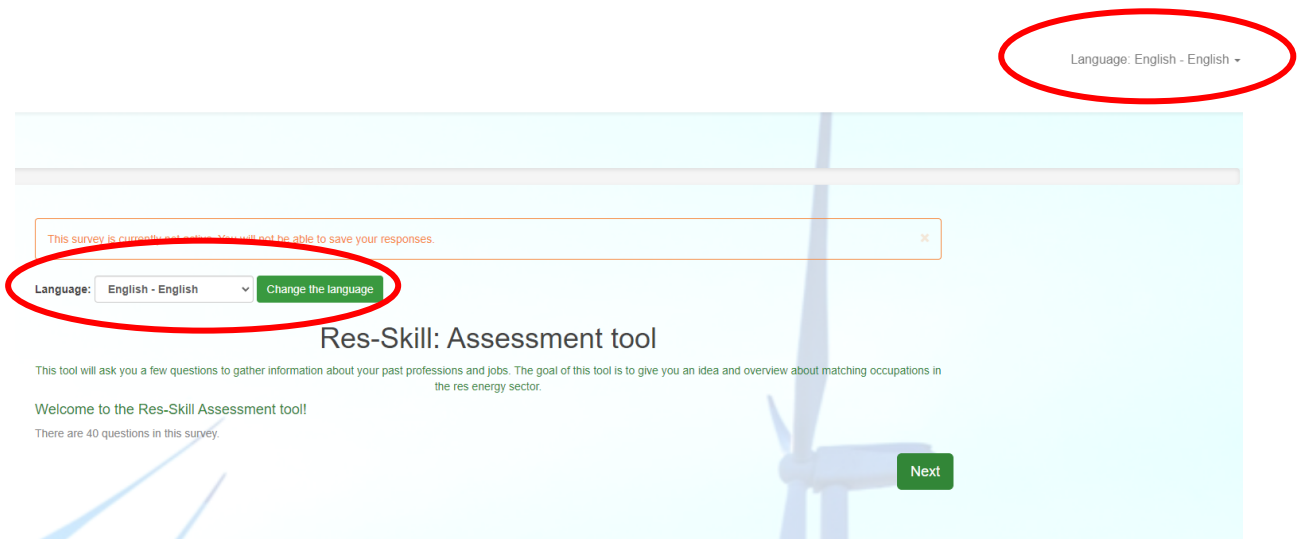 Language: English - English
This survey is currently not active. You will not be able to save your responses.
×
Language: English - English Change the language
Res-Skill: Assessment tool
This tool will ask you a few questions to gather information about your past professions and jobs. The goal of this tool is to give you an idea and overview about matching occupations in
the res energy sector.
Welcome to the Res-Skill Assessment tool!
There are 40 questions in this survey.
Next